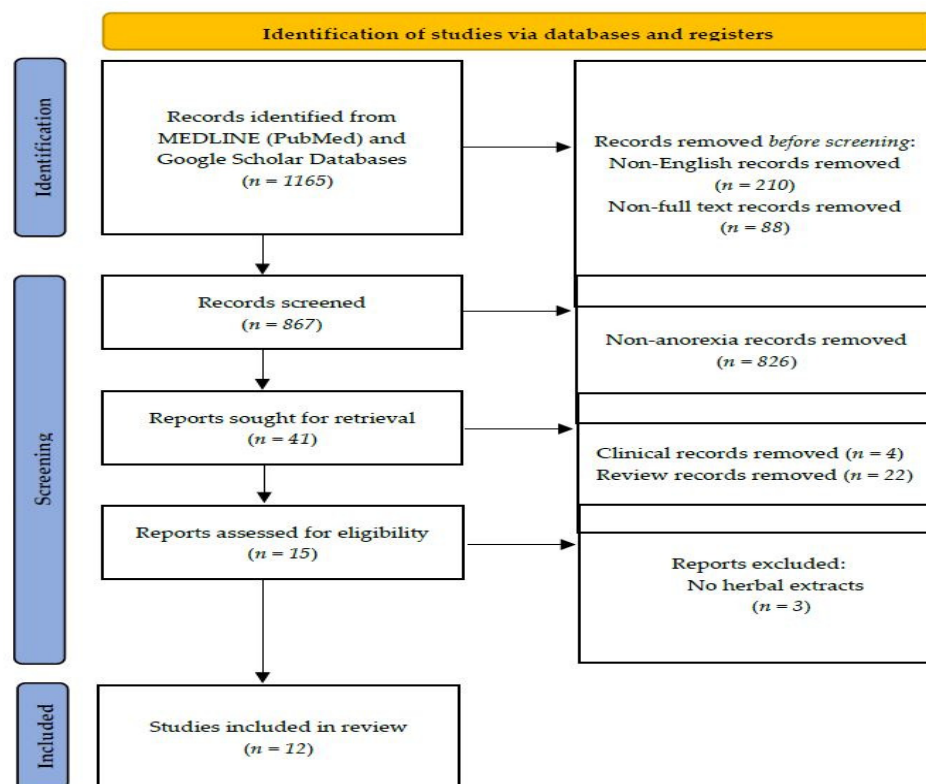 Identification of studies via databases and registers
Identification
Records identified from
MEDLINE (PubMed) and
Google Scholar Databases
(n = 1165)
Records removed before screening:
Non-English records removed
(n = 210)
Non-full text records removed
(n = 88)
Screening
Records screened
(n = 867)
Non-anorexia records removed
(n = 826)
Reports sought for retrieval
(n = 41)
Clinical records removed (n = 4)
Review records removed (n = 22)
Reports assessed for eligibility
(n = 15)
Reports excluded:
No herbal extracts
(n = 3)
Included
Studies included in review
(n = 12)